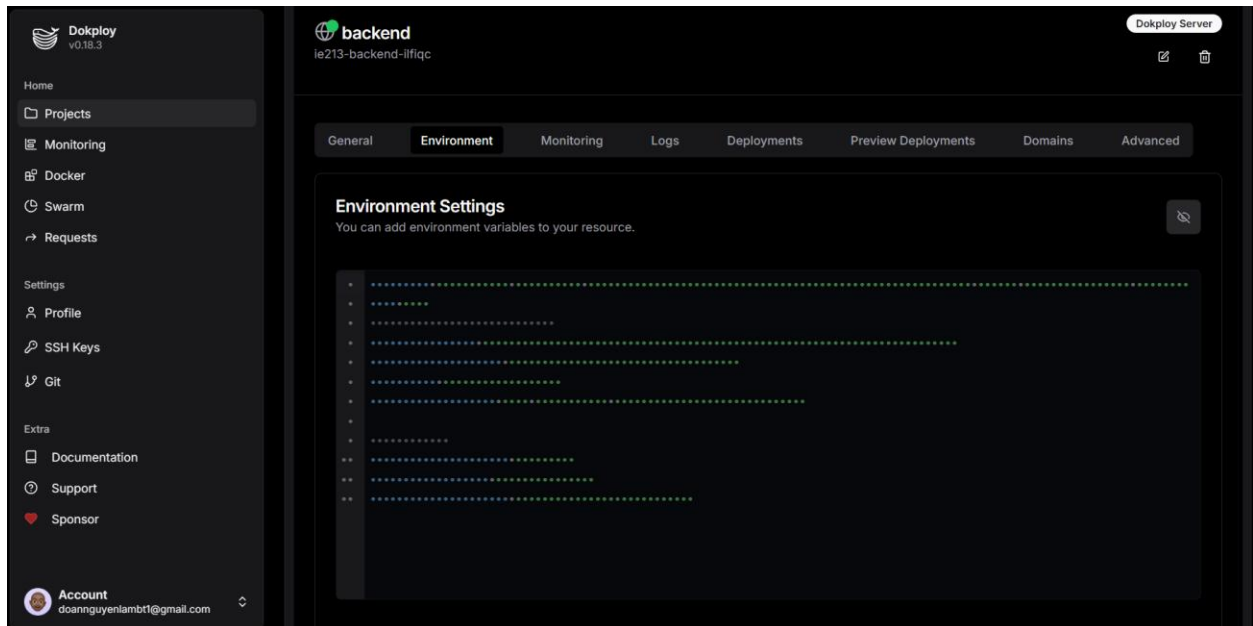 Dokploy
v0.18.3
Home
Projects
Monitoring
Docker
Swarm
Requests
Settings
Profile
SSH Keys
Git
Extra
Documentation
Support
Sponsor
Account
doannguyenlambt1@gmail.com
backend
ie213-backend-ilfiqc
Dokploy Server
General Environment Monitoring Logs Deployments Preview Deployments Domains Advanced
Environment Settings
You can add environment variables to your resource.